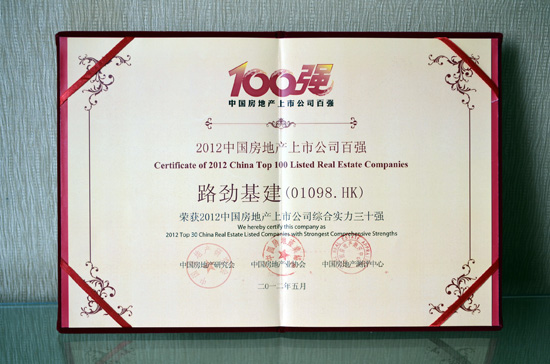 100强
中国房地产上市公司百强
2012中国房地产上市公司百强
Certificate of 2012 China Top 100 Listed Real Estate Companies
路劲基建(01098.HK)
荣获2012中国房地产上市公司综合实力三十强
We hereby certify this company as
2012 Top 30 China Real Estate Listed Companies with Strongest Comprehensive Strengths
中国房地产研究会 中国房地产业协会 中国房地产测评中心
二〇一二年五月